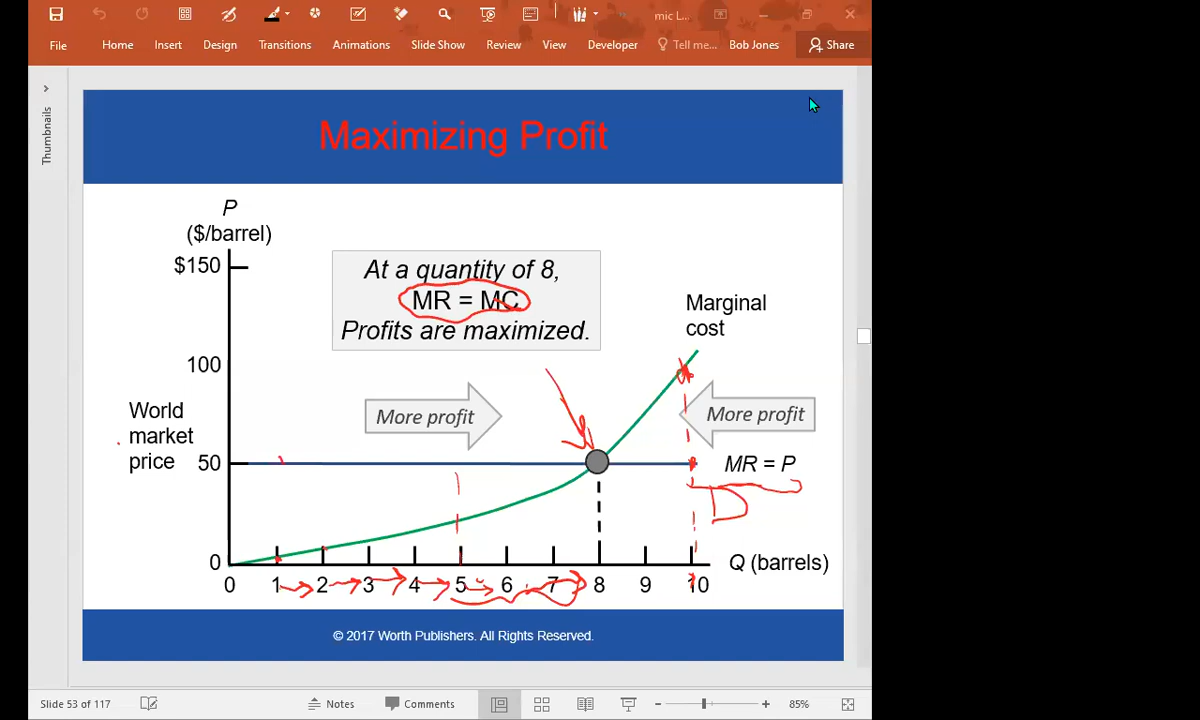 mic L...
File Home Insert Design Transitions Animations Slide Show Review View Developer Tell me... Bob Jones Share
Thumbnails
Maximizing Profit
P
($/barrel)
$150
At a quantity of 8,
MR = MC
Profits are maximized.
Marginal
cost
100
World
market
price
More profit
More profit
50
MR = P
D
0
Q (barrels)
0 1 2 3 4 5 6 7 8 9 10
© 2017 Worth Publishers. All Rights Reserved.
Slide 53 of 117 Notes Comments 85%